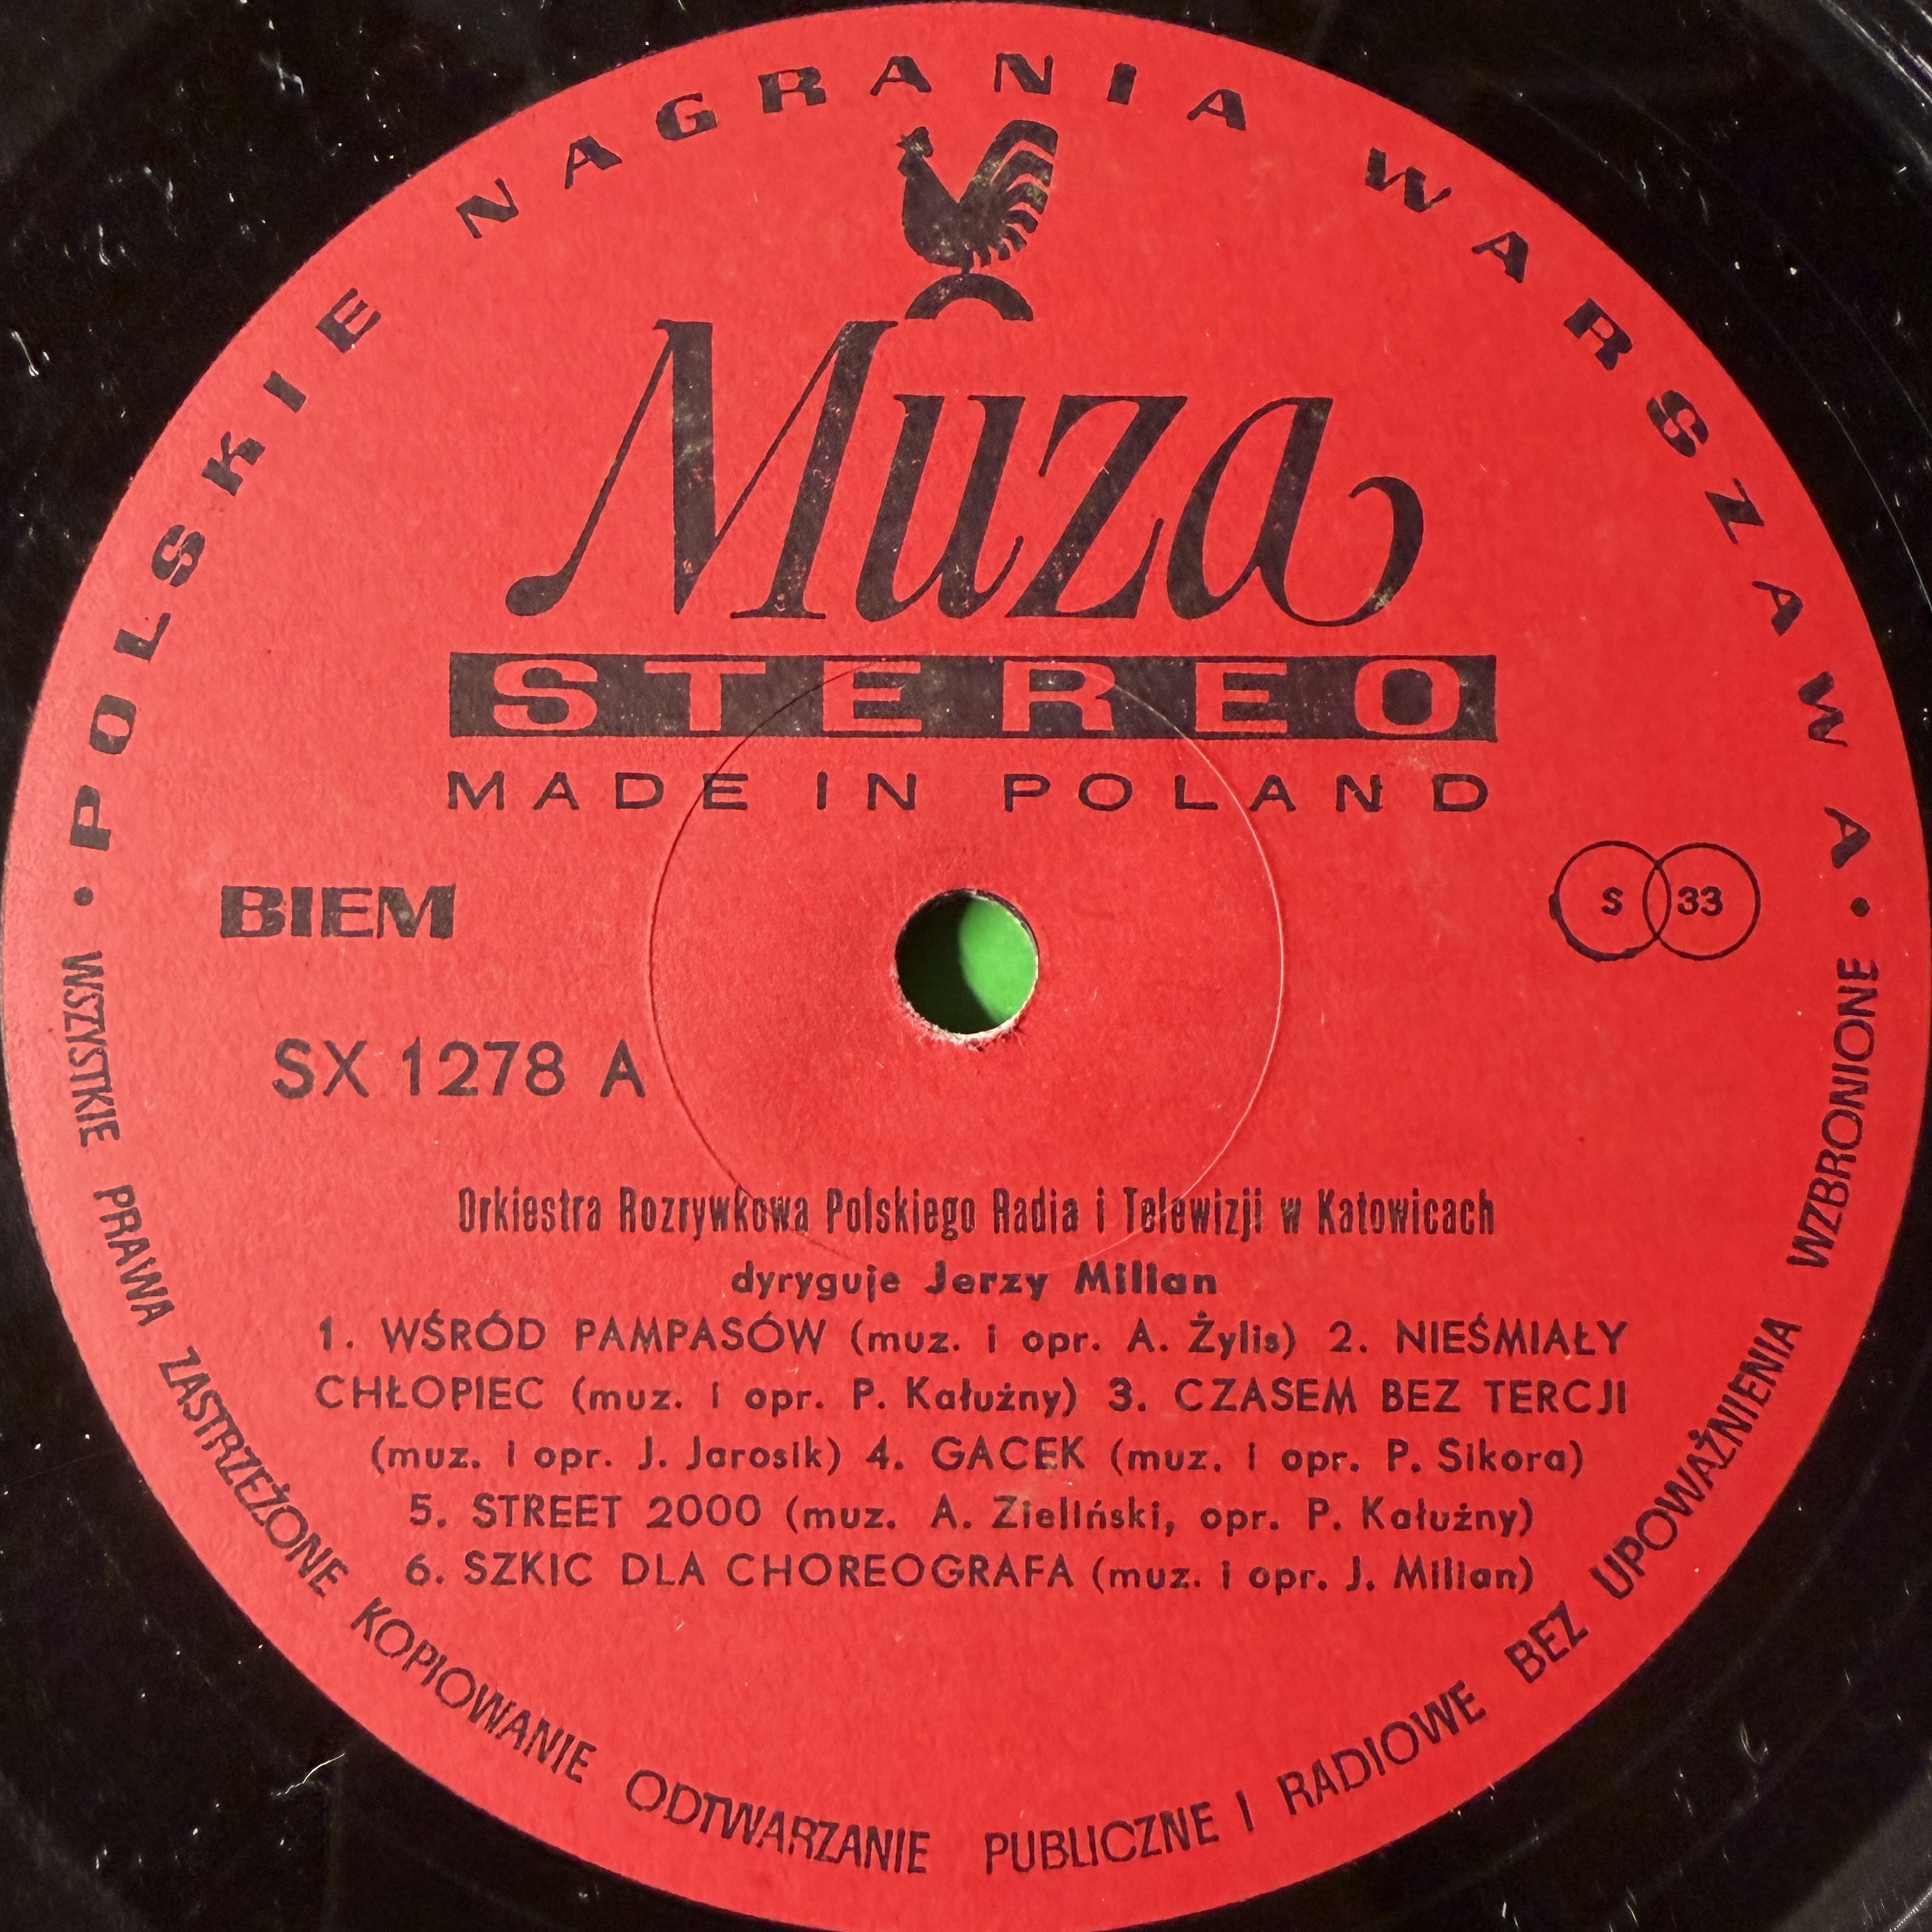 POLSKIE NAGRANIA WARSZAWA
Muza
STEREO
MADE IN POLAND
BIEM
S 33
SX 1278 A
Orkiestra Rozrywkowa Polskiego Radia i Telewizji w Katowicach
dyryguje Jerzy Milian
1. WŚRÓD PAMPASÓW (muz. i opr. A. Żylis) 2. NIEŚMIAŁY
CHŁOPIEC (muz. i opr. P. Kałużny) 3. CZASEM BEZ TERCJI
(muz. i opr. J. Jarosik) 4. GACEK (muz. i opr. P. Sikora)
5. STREET 2000 (muz. A. Zieliński, opr. P. Kałużny)
6. SZKIC DLA CHOREOGRAFA (muz. i opr. J. Milian)
• WSZYSTKIE PRAWA ZASTRZEŻONE KOPIOWANIE ODTWARZANIE PUBLICZNE I RADIOWE BEZ UPOWAŻNIENIA WZBRONIONE •